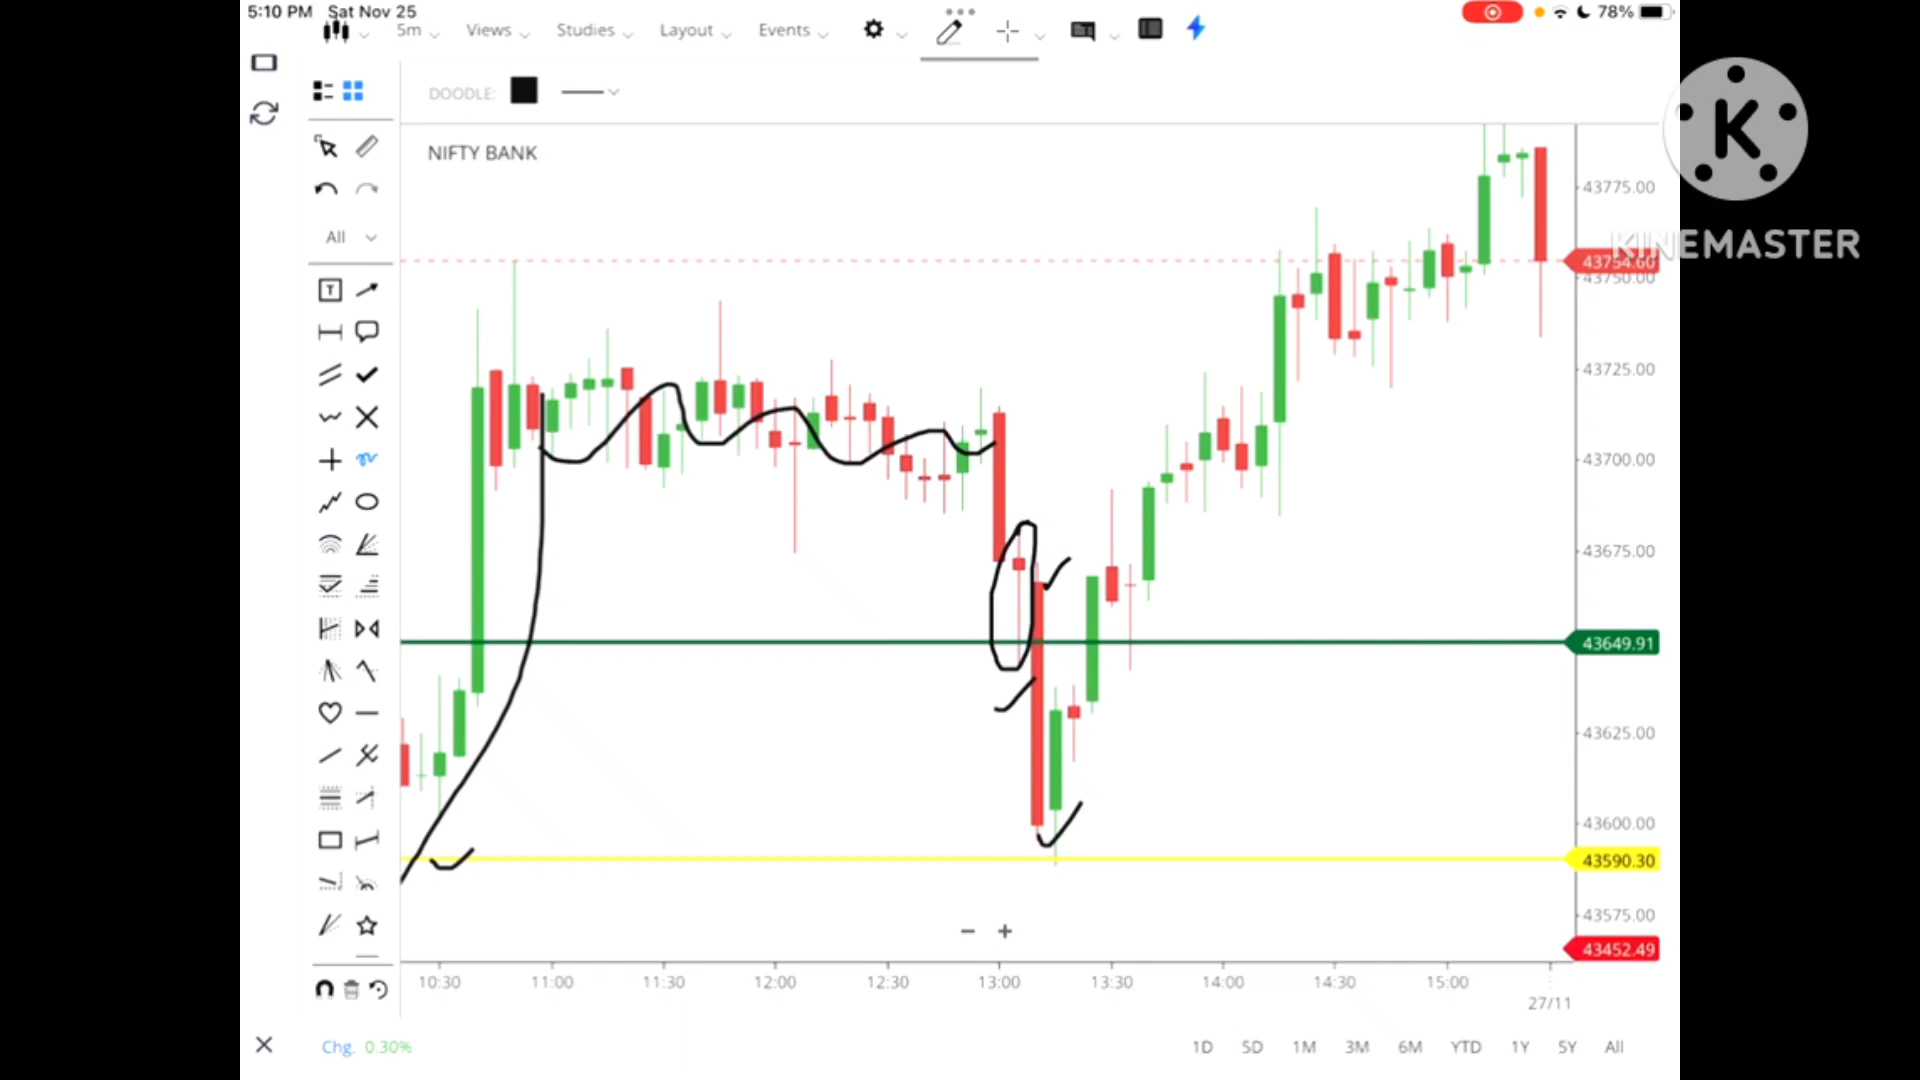 5:10 PM Sat Nov 25
78%
5m Views Studies Layout Events
DOODLE:
NIFTY BANK
K
KINEMASTER
All
T
43775.00
43754.60
43750.00
43725.00
43700.00
43675.00
43649.91
43625.00
43600.00
43590.30
43575.00
43452.49
10:30 11:00 11:30 12:00 12:30 13:00 13:30 14:00 14:30 15:00
27/11
Chg. 0.30%
1D 5D 1M 3M 6M YTD 1Y 5Y All